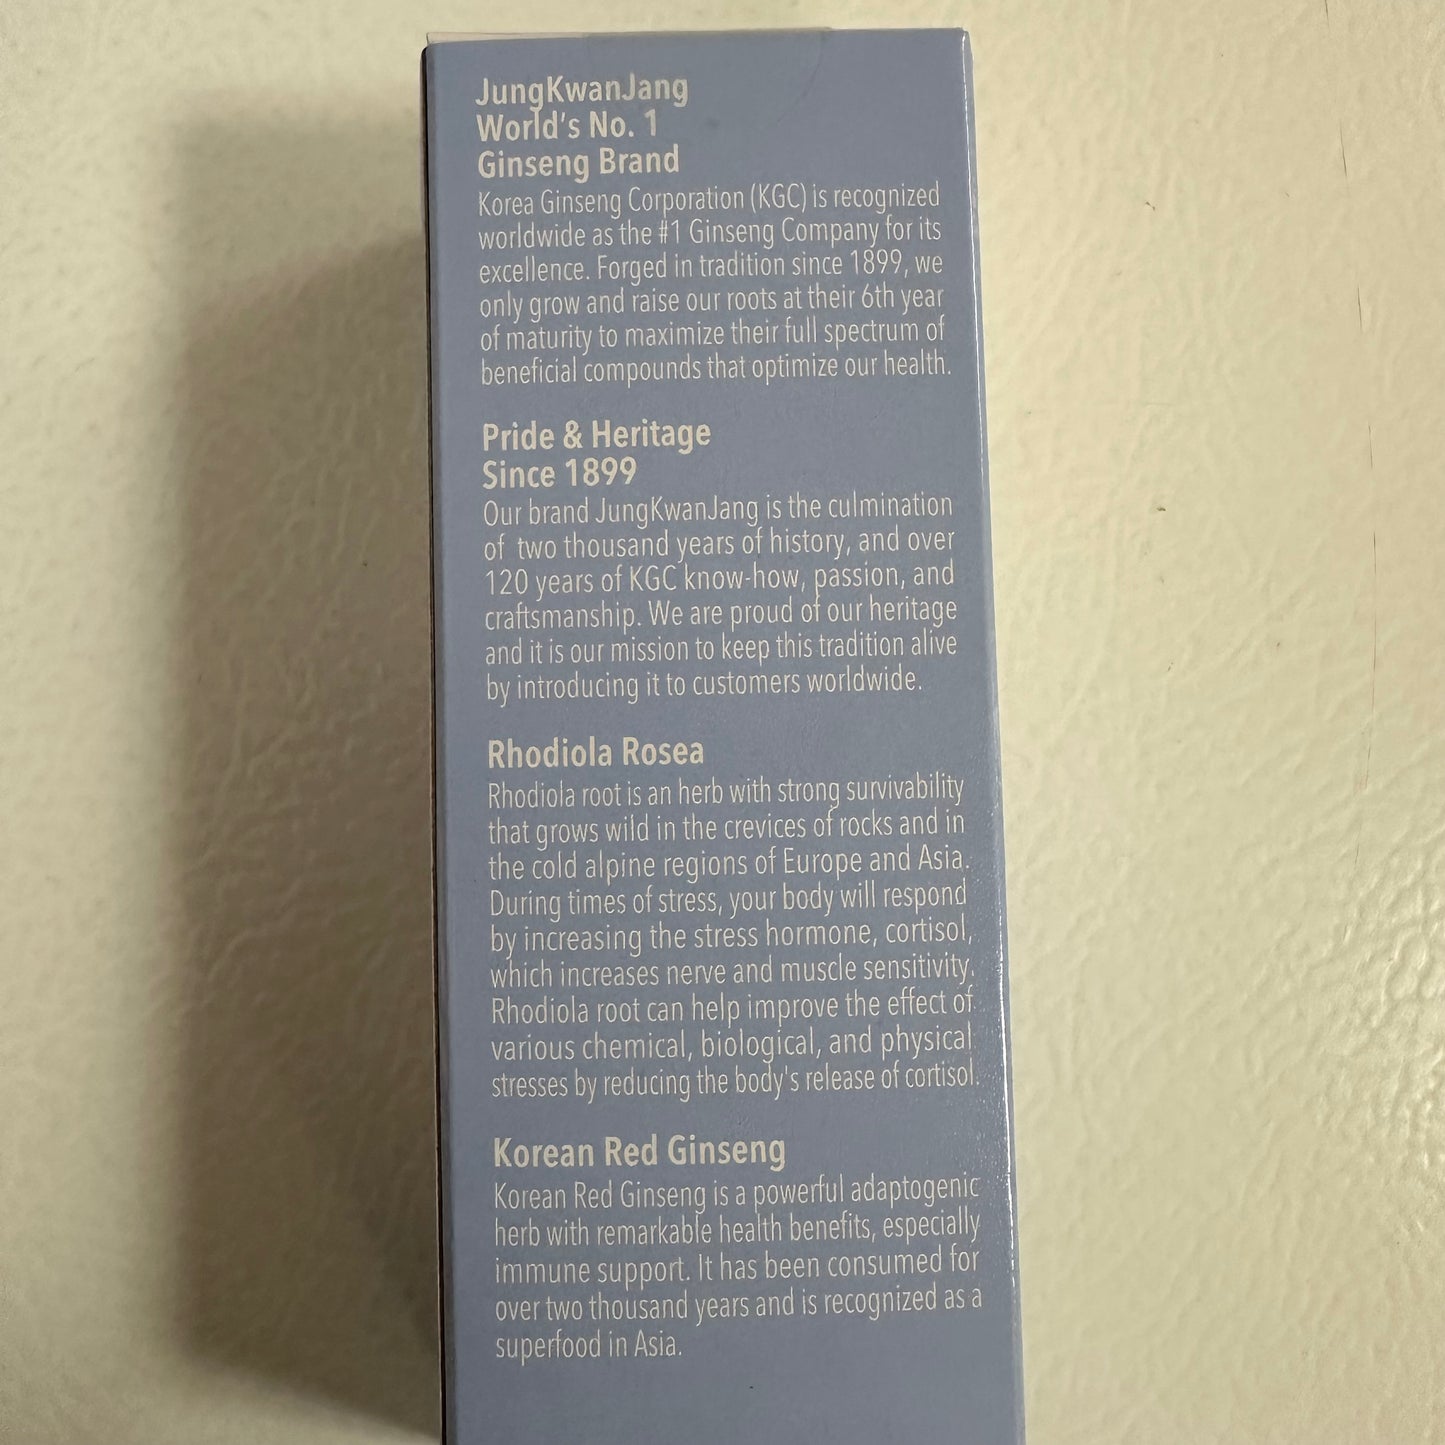 JungKwanJang
World's No. 1
Ginseng Brand
Korea Ginseng Corporation (KGC) is recognized
worldwide as the #1 Ginseng Company for its
excellence. Forged in tradition since 1899, we
only grow and raise our roots at their 6th year
of maturity to maximize their full spectrum of
beneficial compounds that optimize our health.
Pride & Heritage
Since 1899
Our brand JungKwanJang is the culmination
of two thousand years of history, and over
120 years of KGC know-how, passion, and
craftsmanship. We are proud of our heritage
and it is our mission to keep this tradition alive
by introducing it to customers worldwide.
Rhodiola Rosea
Rhodiola root is an herb with strong survivability
that grows wild in the crevices of rocks and in
the cold alpine regions of Europe and Asia.
During times of stress, your body will respond
by increasing the stress hormone, cortisol,
which increases nerve and muscle sensitivity.
Rhodiola root can help improve the effect of
various chemical, biological, and physical
stresses by reducing the body's release of cortisol.
Korean Red Ginseng
Korean Red Ginseng is a powerful adaptogenic
herb with remarkable health benefits, especially
immune support. It has been consumed for
over two thousand years and is recognized as a
superfood in Asia.